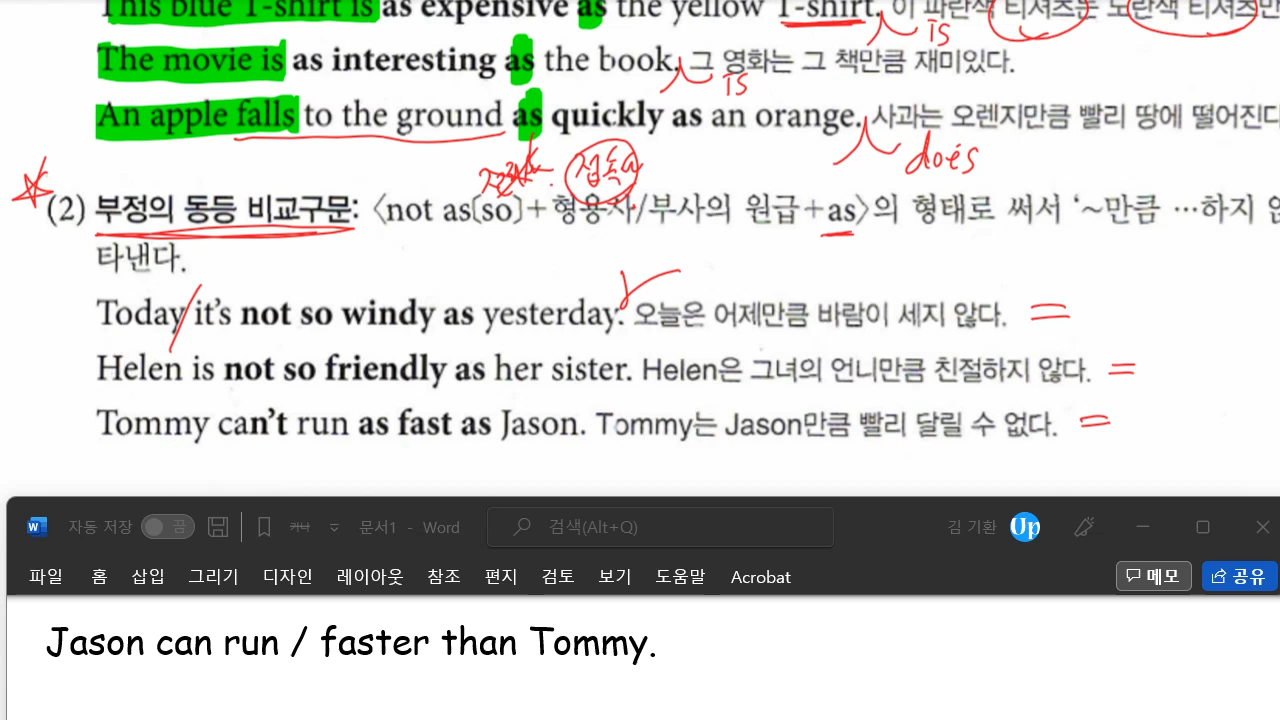 This blue T-shirt is as expensive as the yellow T-shirt. 이 파란색 티셔츠는 노란색 티셔츠만
is
The movie is as interesting as the book. 그 영화는 그 책만큼 재미있다.
is
An apple falls to the ground as quickly as an orange. 사과는 오렌지만큼 빨리 땅에 떨어진다
does
접속사
(2) 부정의 동등 비교구문: 〈not as[so]+형용사/부사의 원급+as〉의 형태로 써서 ‘~만큼 …하지 않
타낸다.
Today / it’s not so windy as yesterday. 오늘은 어제만큼 바람이 세지 않다. =
Helen is not so friendly as her sister. Helen은 그녀의 언니만큼 친절하지 않다. =
Tommy can’t run as fast as Jason. Tommy는 Jason만큼 빨리 달릴 수 없다. =
자동 저장 끔 가나 문서1 - Word 검색(Alt+Q) 김 기환 Up
파일 홈 삽입 그리기 디자인 레이아웃 참조 편지 검토 보기 도움말 Acrobat 메모 공유
Jason can run / faster than Tommy.